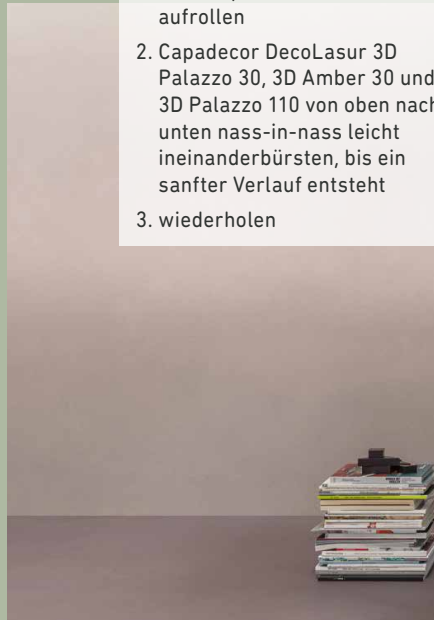 aufrollen
2. Capadecor DecoLasur 3D
Palazzo 30, 3D Amber 30 und
3D Palazzo 110 von oben nach
unten nass-in-nass leicht
ineinanderbürsten, bis ein
sanfter Verlauf entsteht
3. wiederholen